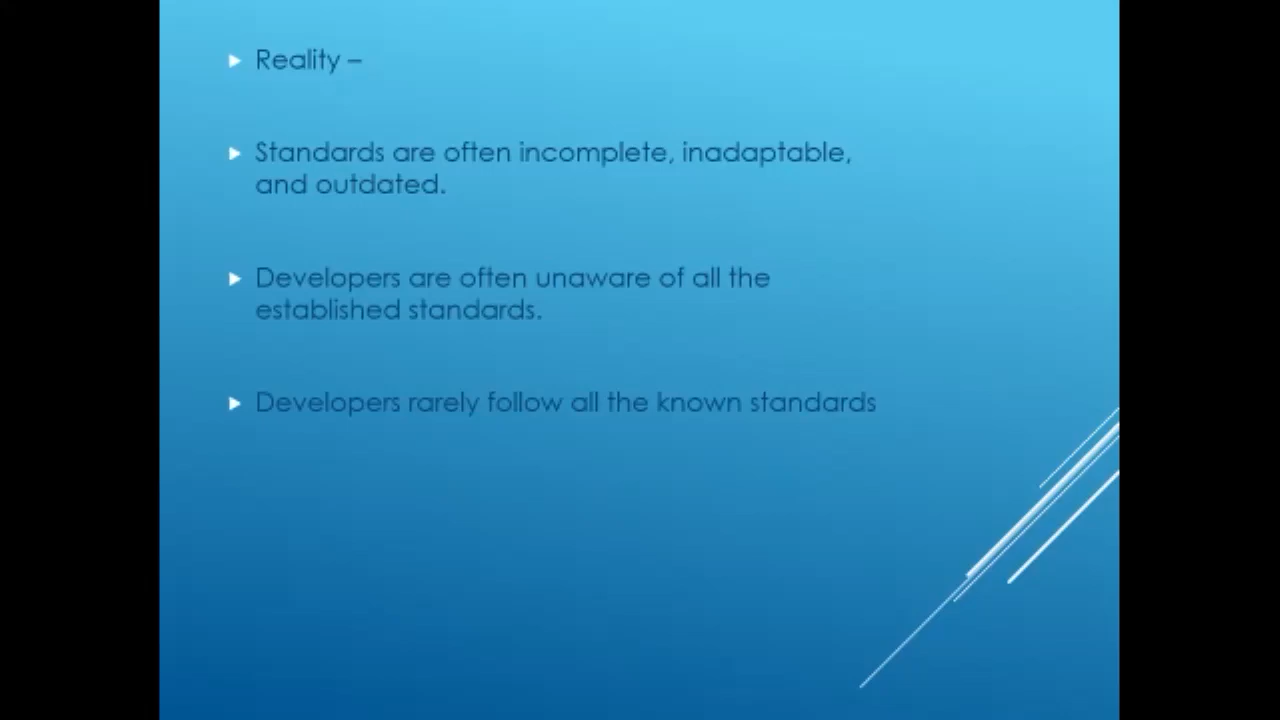 Reality –
Standards are often incomplete, inadaptable,
and outdated.
Developers are often unaware of all the
established standards.
Developers rarely follow all the known standards